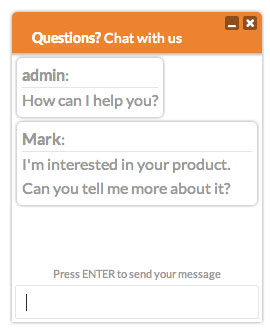 Questions? Chat with us
admin:
How can I help you?
Mark:
I'm interested in your product.
Can you tell me more about it?
Press ENTER to send your message